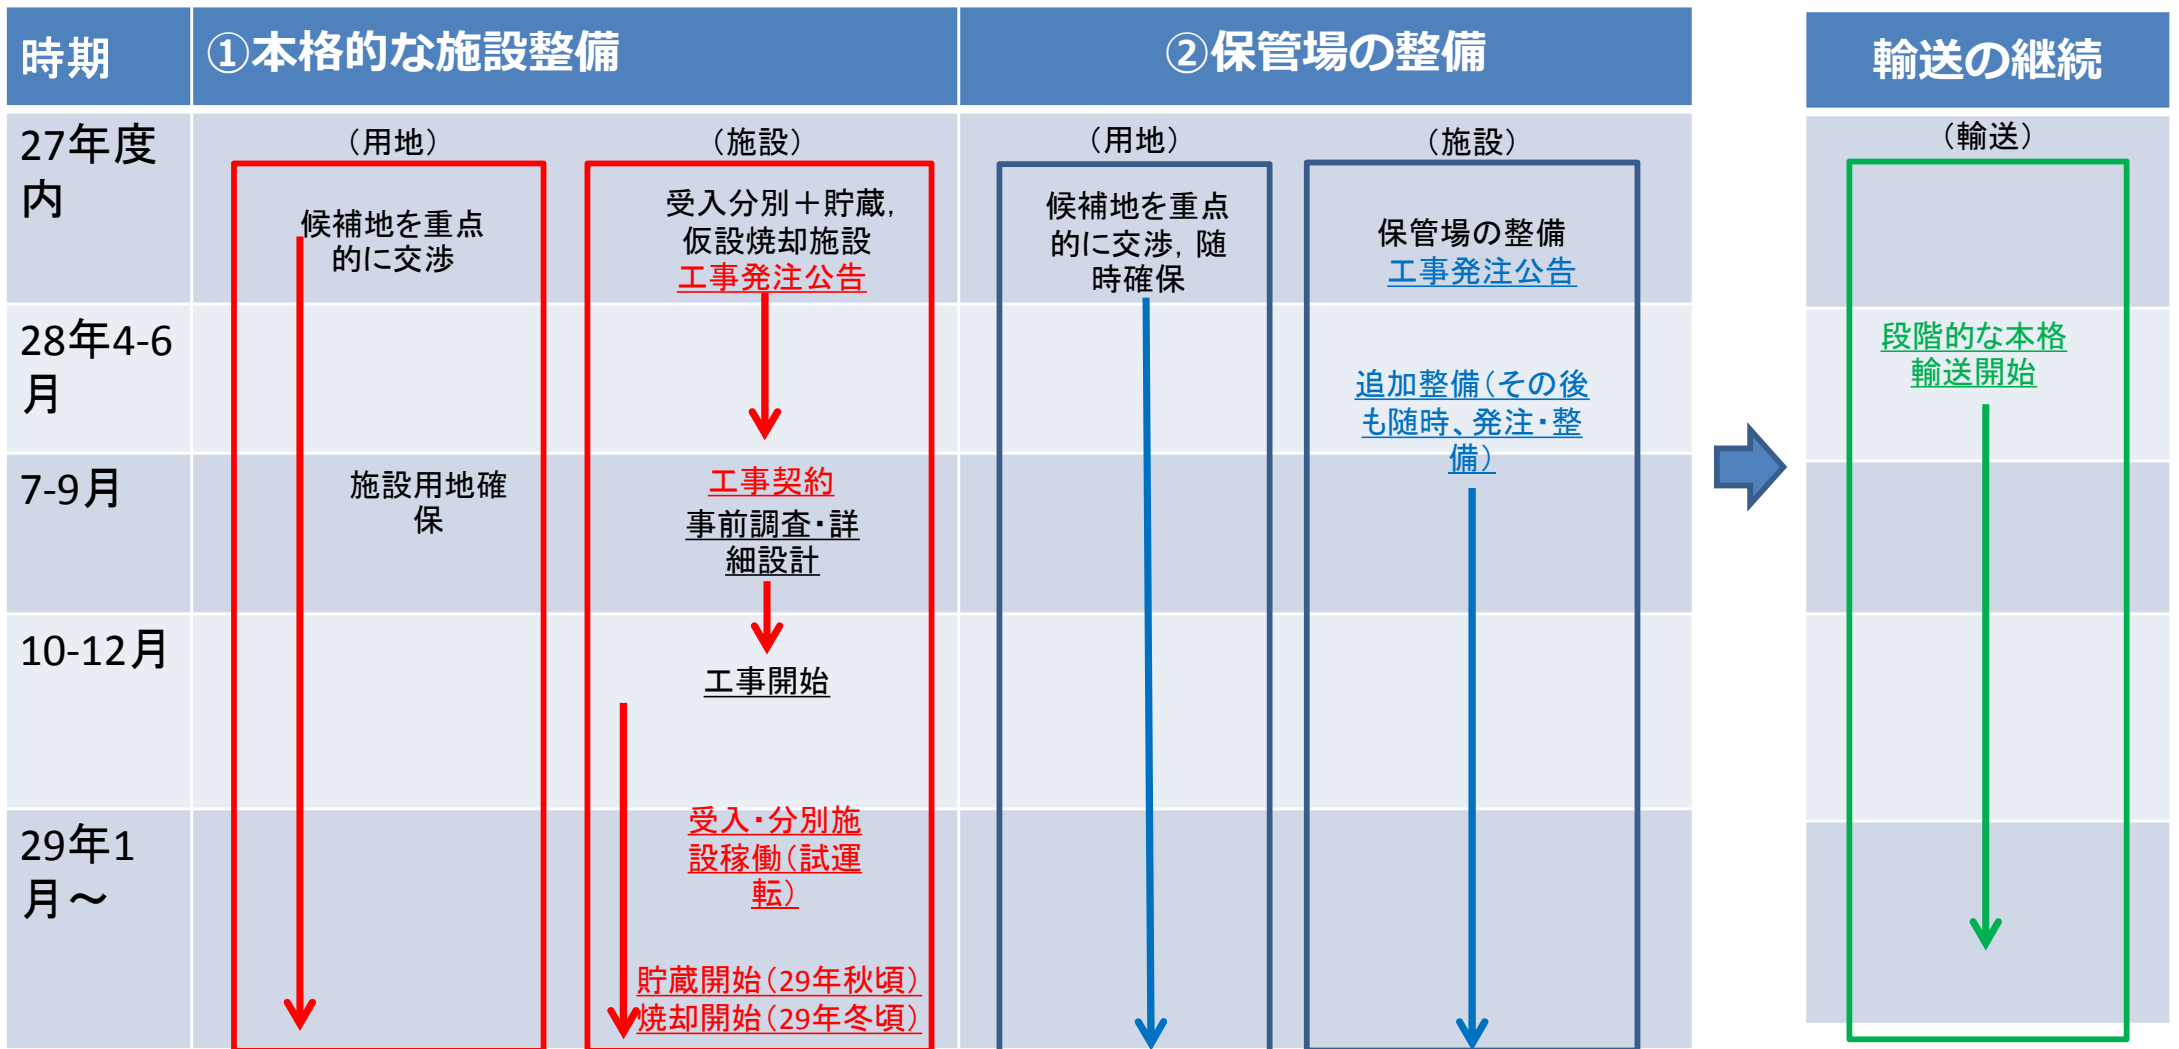 時期
①本格的な施設整備
②保管場の整備
輸送の継続
27年度
内
（用地）
候補地を重点
的に交渉
（施設）
受入分別＋貯蔵,
仮設焼却施設
工事発注公告
（用地）
候補地を重点
的に交渉, 随
時確保
（施設）
保管場の整備
工事発注公告
（輸送）
28年4-6
月
追加整備（その後
も随時、発注・整
備）
段階的な本格
輸送開始
7-9月
施設用地確
保
工事契約
事前調査・詳
細設計
10-12月
工事開始
29年1
月～
受入・分別施
設稼働（試運
転）
貯蔵開始（29年秋頃）
焼却開始（29年冬頃）